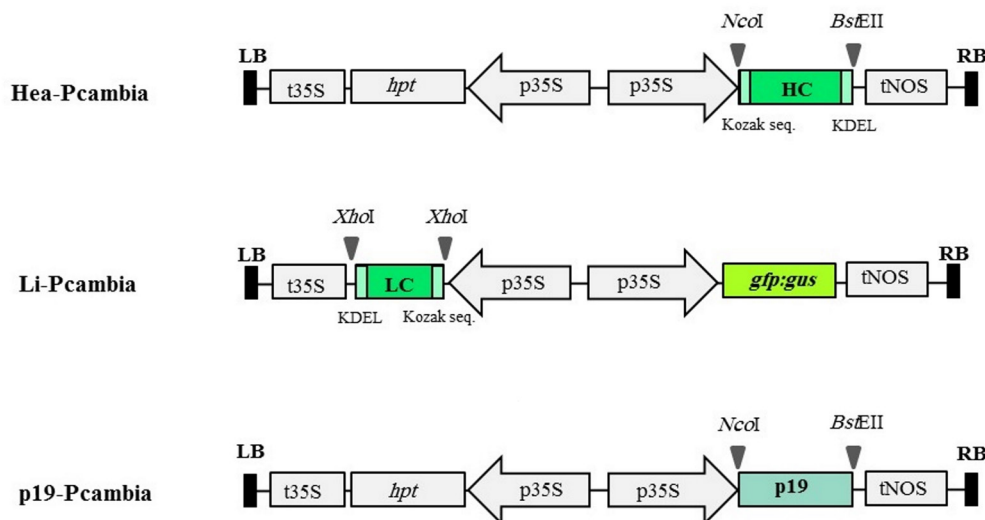 NcoI BstEII
LB RB
Hea-Pcambia t35S hpt p35S p35S HC tNOS
Kozak seq. KDEL
XhoI XhoI
LB RB
Li-Pcambia t35S LC p35S p35S gfp:gus tNOS
KDEL Kozak seq.
NcoI BstEII
LB RB
p19-Pcambia t35S hpt p35S p35S p19 tNOS